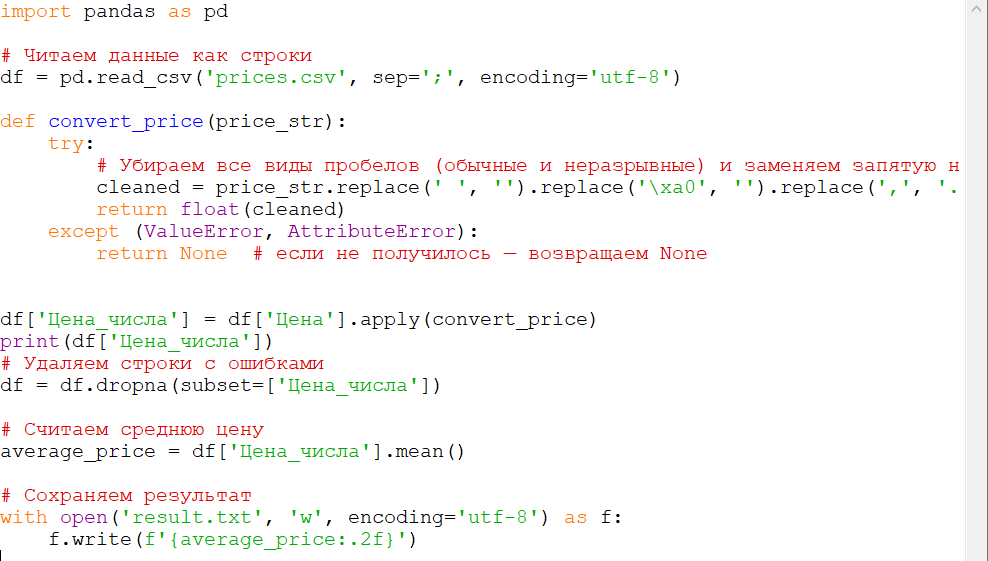 import pandas as pd
# Читаем данные как строки
df = pd.read_csv('prices.csv', sep=';', encoding='utf-8')
def convert_price(price_str):
try:
# Убираем все виды пробелов (обычные и неразрывные) и заменяем запятую н
cleaned = price_str.replace(' ', '').replace('\xa0', '').replace(',', '.
return float(cleaned)
except (ValueError, AttributeError):
return None  # если не получилось — возвращаем None
df['Цена_числа'] = df['Цена'].apply(convert_price)
print(df['Цена_числа'])
# Удаляем строки с ошибками
df = df.dropna(subset=['Цена_числа'])
# Считаем среднюю цену
average_price = df['Цена_числа'].mean()
# Сохраняем результат
with open('result.txt', 'w', encoding='utf-8') as f:
f.write(f'{average_price:.2f}')